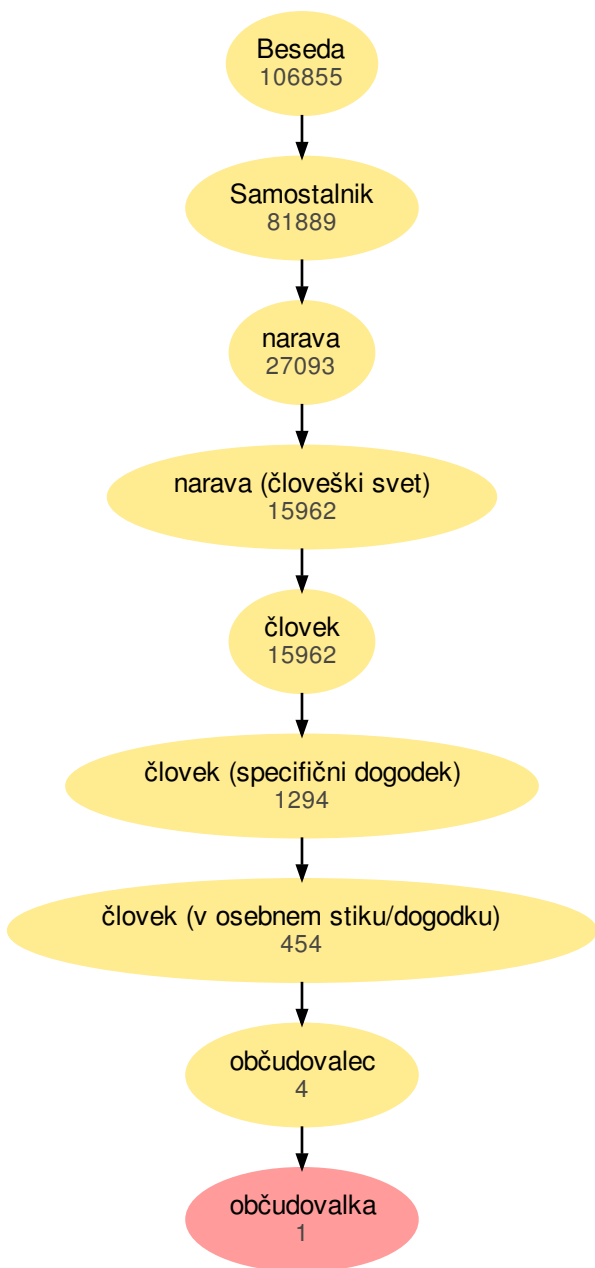 Beseda
106855
Samostalnik
81889
narava
27093
narava (človeški svet)
15962
človek
15962
človek (specifični dogodek)
1294
človek (v osebnem stiku/dogodku)
454
občudovalec
4
občudovalka
1